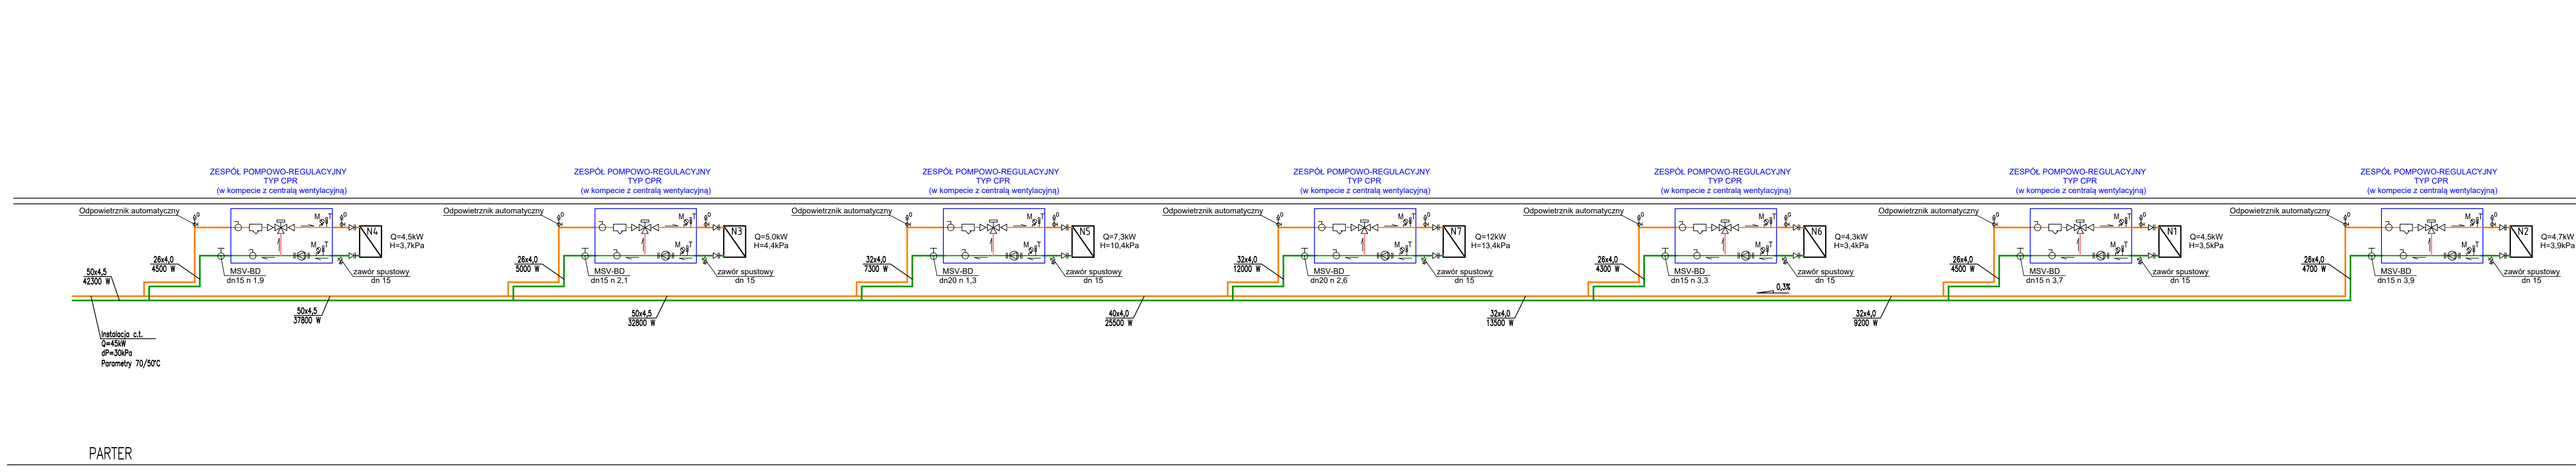 ZESPÓŁ POMPOWO-REGULACYJNY
TYP CPR
(w kompecie z centralą wentylacyjną)
Odpowietrznik automatyczny
M T
N4
Q=4,5kW
H=3,7kPa
M T
26x4,0
4500 W
MSV-BD
dn15 n 1,9
zawór spustowy
dn 15
50x4,5
42300 W
50x4,5
37800 W
Instalacja c.t.
Q=45kW
dP=30kPa
Parametry 70/50°C
ZESPÓŁ POMPOWO-REGULACYJNY
TYP CPR
(w kompecie z centralą wentylacyjną)
Odpowietrznik automatyczny
M T
N3
Q=5,0kW
H=4,4kPa
M T
26x4,0
5000 W
MSV-BD
dn15 n 2,1
zawór spustowy
dn 15
50x4,5
32800 W
ZESPÓŁ POMPOWO-REGULACYJNY
TYP CPR
(w kompecie z centralą wentylacyjną)
Odpowietrznik automatyczny
M T
N5
Q=7,3kW
H=10,4kPa
M T
32x4,0
7300 W
MSV-BD
dn20 n 1,3
zawór spustowy
dn 15
40x4,0
25500 W
ZESPÓŁ POMPOWO-REGULACYJNY
TYP CPR
(w kompecie z centralą wentylacyjną)
Odpowietrznik automatyczny
M T
N7
Q=12kW
H=13,4kPa
M T
32x4,0
12000 W
MSV-BD
dn20 n 2,6
zawór spustowy
dn 15
32x4,0
13500 W
ZESPÓŁ POMPOWO-REGULACYJNY
TYP CPR
(w kompecie z centralą wentylacyjną)
Odpowietrznik automatyczny
M T
N6
Q=4,3kW
H=3,4kPa
M T
26x4,0
4300 W
MSV-BD
dn15 n 3,3
zawór spustowy
dn 15
0,3%
32x4,0
9200 W
ZESPÓŁ POMPOWO-REGULACYJNY
TYP CPR
(w kompecie z centralą wentylacyjną)
Odpowietrznik automatyczny
M T
N1
Q=4,5kW
H=3,5kPa
M T
26x4,0
4500 W
MSV-BD
dn15 n 3,7
zawór spustowy
dn 15
ZESPÓŁ POMPOWO-REGULACYJNY
TYP CPR
(w kompecie z centralą wentylacyjną)
Odpowietrznik automatyczny
M T
N2
Q=4,7kW
H=3,9kPa
M T
26x4,0
4700 W
MSV-BD
dn15 n 3,9
zawór spustowy
dn 15
PARTER